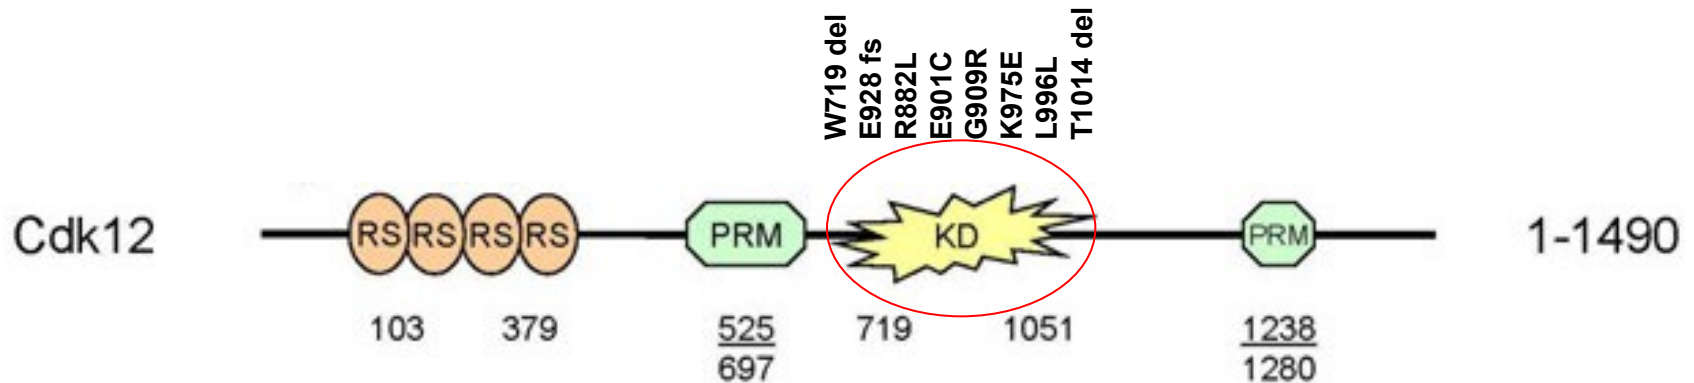 W719 del
E928 fs
R882L
E901C
G909R
K975E
L996L
T1014 del
Cdk12
RS RS RS RS
PRM
KD
PRM
1-1490
103
379
525
697
719
1051
1238
1280